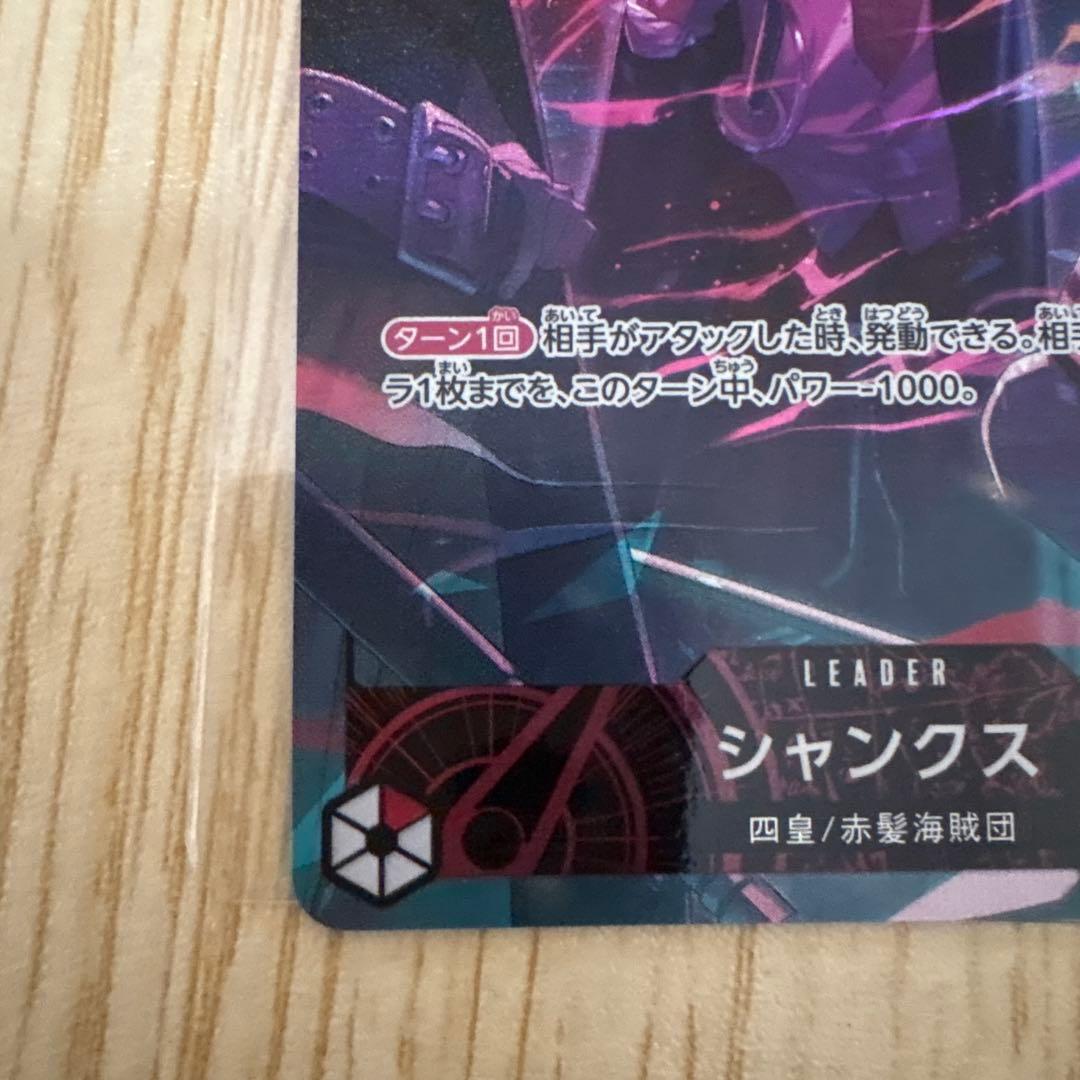 ターン1回 相手がアタックした時、発動できる。相手
ラ1枚までを、このターン中、パワー-1000。
LEADER
シャンクス
四皇/赤髪海賊団